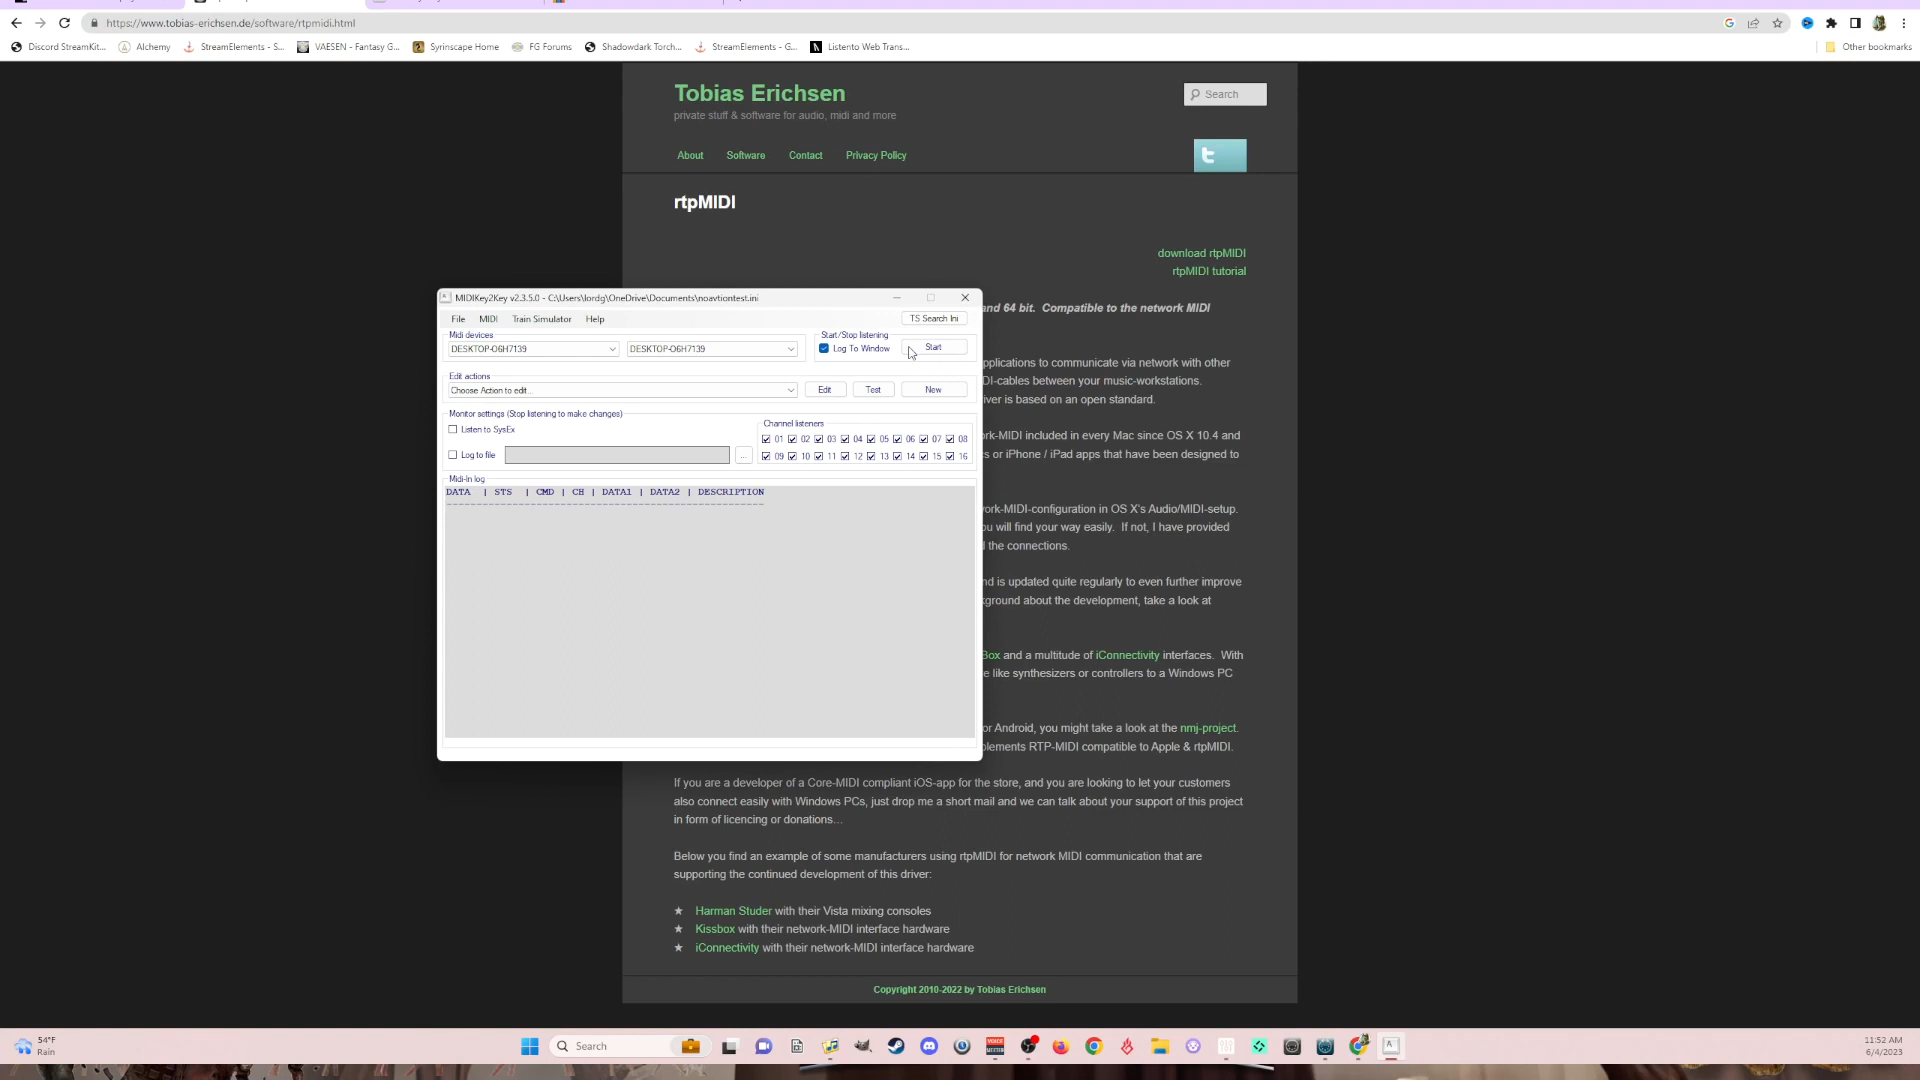 https://www.tobias-erichsen.de/software/rtpmidi.html
Discord StreamKit...
Alchemy
StreamElements - S...
VAESEN - Fantasy G...
Syrinscape Home
FG Forums
Shadowdark Torch...
StreamElements - G...
Listento Web Trans...
Other bookmarks
Tobias Erichsen
private stuff & software for audio, midi and more
Search
About
Software
Contact
Privacy Policy
rtpMIDI
download rtpMIDI
rtpMIDI tutorial
MIDIKey2Key v2.3.5.0 - C:\Users\lordg\OneDrive\Documents\noavtiontest.ini
and 64 bit. Compatible to the network MIDI
File
MIDI
Train Simulator
Help
TS Search Ini
Midi devices
Start/Stop listening
DESKTOP-O6H7139
DESKTOP-O6H7139
Log To Window
Start
pplications to communicate via network with other
DI-cables between your music-workstations.
iver is based on an open standard.
Edit actions
Choose Action to edit...
Edit
Test
New
Monitor settings (Stop listening to make changes)
Listen to SysEx
Channel listeners
01 02 03 04 05 06 07 08
Log to file
...
09 10 11 12 13 14 15 16
rk-MIDI included in every Mac since OS X 10.4 and
s or iPhone / iPad apps that have been designed to
Midi-In log
DATA | STS | CMD | CH | DATA1 | DATA2 | DESCRIPTION
ork-MIDI-configuration in OS X's Audio/MIDI-setup.
ou will find your way easily. If not, I have provided
l the connections.
nd is updated quite regularly to even further improve
kground about the development, take a look at
Box and a multitude of iConnectivity interfaces. With
e like synthesizers or controllers to a Windows PC
or Android, you might take a look at the nmj-project.
plements RTP-MIDI compatible to Apple & rtpMIDI.
If you are a developer of a Core-MIDI compliant iOS-app for the store, and you are looking to let your customers
also connect easily with Windows PCs, just drop me a short mail and we can talk about your support of this project
in form of licencing or donations…
Below you find an example of some manufacturers using rtpMIDI for network MIDI communication that are
supporting the continued development of this driver:
★ Harman Studer with their Vista mixing consoles
★ Kissbox with their network-MIDI interface hardware
★ iConnectivity with their network-MIDI interface hardware
Copyright 2010-2022 by Tobias Erichsen
54°F
Rain
Search
11:52 AM
6/4/2023